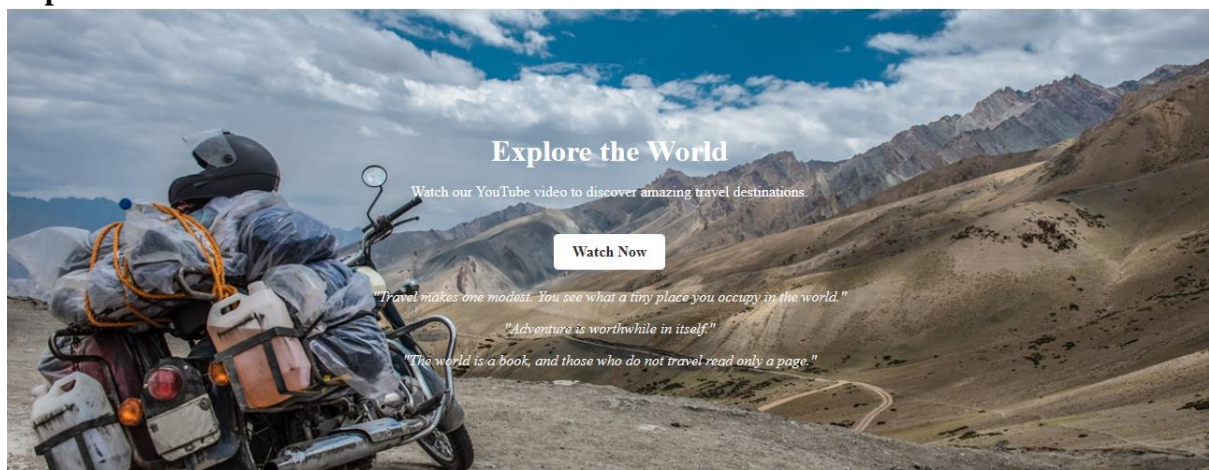 Explore the World
Watch our YouTube video to discover amazing travel destinations.
Watch Now
"Travel makes one modest. You see what a tiny place you occupy in the world."
"Adventure is worthwhile in itself."
"The world is a book, and those who do not travel read only a page."